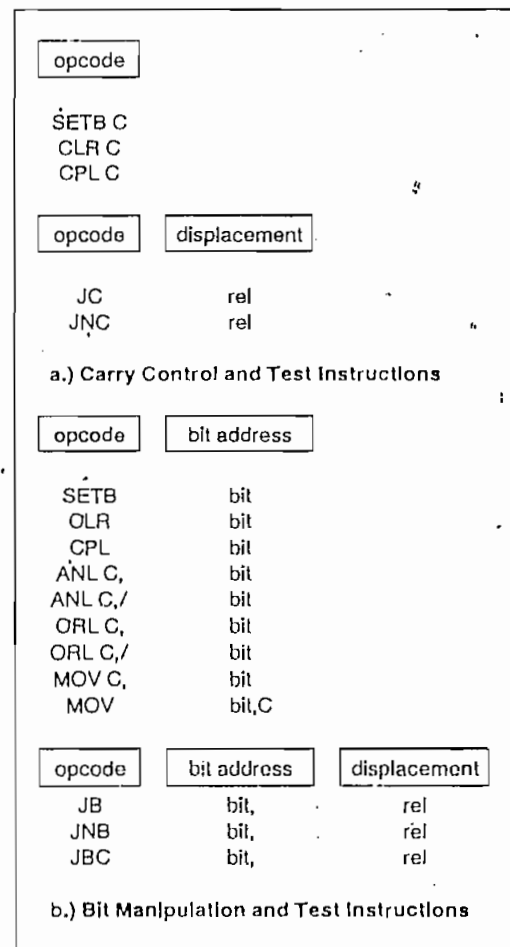 opcode
SETB C
CLR C
CPL C
opcode displacement
JC rel
JNC rel
a.) Carry Control and Test Instructions
opcode bit address
SETB bit
OLR bit
CPL bit
ANL C, bit
ANL C,/ bit
ORL C, bit
ORL C,/ bit
MOV C, bit
MOV bit,C
opcode bit address displacement
JB bit, rel
JNB bit, rel
JBC bit, rel
b.) Bit Manipulation and Test Instructions